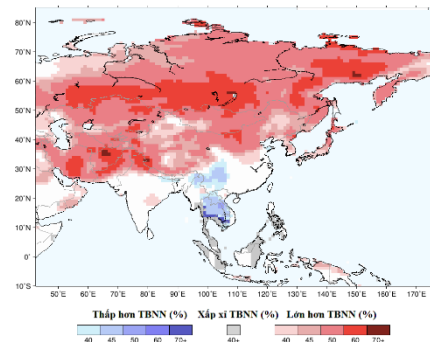 80°N
70°N
60°N
50°N
40°N
30°N
20°N
10°N
0°
10°S
50°E 60°E 70°E 80°E 90°E 100°E 110°E 120°E 130°E 140°E 150°E 160°E 170°E
Thấp hơn TBNN (%) Xấp xỉ TBNN (%) Lớn hơn TBNN (%)
40 45 50 60 70+ 40+ 40 45 50 60 70+